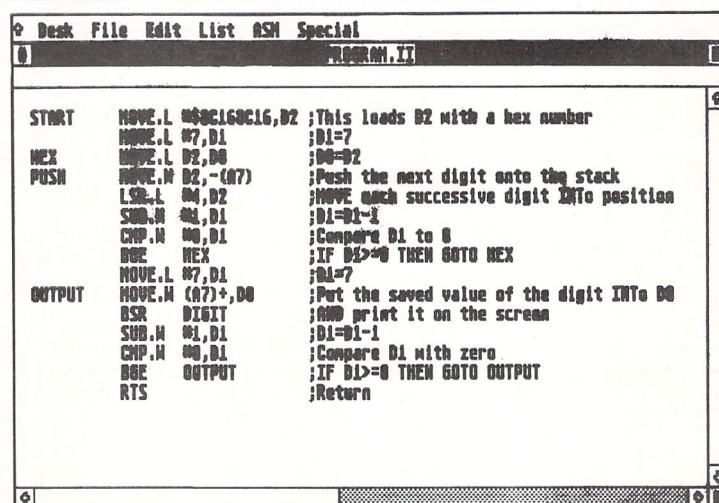 Desk File Edit List ASM Special
PROGRAM.II
START MOVE.L #$8C168C16,D2 ;This loads D2 with a hex number
MOVE.L #7,D1 ;D1=7
HEX MOVE.L D2,D0 ;D0=D2
PUSH MOVE.W D2,-(A7) ;Push the next digit onto the stack
LSR.L #4,D2 ;MOVE each successive digit INTo position
SUB.W #1,D1 ;D1=D1-1
CMP.W #0,D1 ;Compare D1 to 0
BGE HEX ;IF D1>=0 THEN GOTO HEX
MOVE.L #7,D1 ;D1=7
OUTPUT MOVE.W (A7)+,D0 ;Put the saved value of the digit INTo D0
BSR DIGIT ;AND print it on the screen
SUB.W #1,D1 ;D1=D1-1
CMP.W #0,D1 ;Compare D1 with zero
BGE OUTPUT ;IF D1>=0 THEN GOTO OUTPUT
RTS ;Return